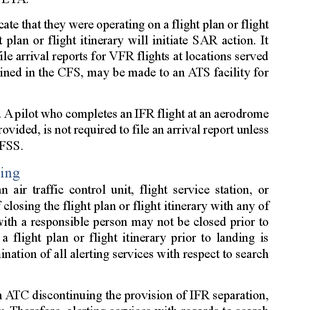 ETA.
cate that they were operating on a flight plan or flight
t plan or flight itinerary will initiate SAR action. It
ile arrival reports for VFR flights at locations served
ined in the CFS, may be made to an ATS facility for
. A pilot who completes an IFR flight at an aerodrome
rovided, is not required to file an arrival report unless
FSS.
ing
n air traffic control unit, flight service station, or
f closing the flight plan or flight itinerary with any of
with a responsible person may not be closed prior to
a flight plan or flight itinerary prior to landing is
ination of all alerting services with respect to search
n ATC discontinuing the provision of IFR separation,